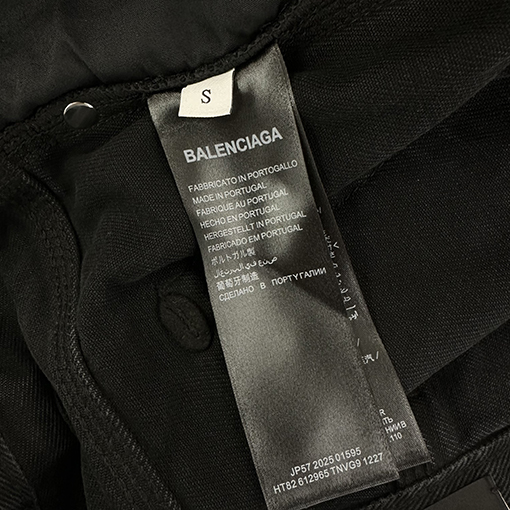 S
BALENCIAGA
FABBRICATO IN PORTOGALLO
MADE IN PORTUGAL
FABRIQUE AU PORTUGAL
HECHO EN PORTUGAL
HERGESTELLT IN PORTUGAL
FABRICADO EM PORTUGAL
ポルトガル製
葡萄牙制造
СДЕЛАНО В ПОРТУГАЛИИ
JP57 2025 01595
HT82 612965 TNVG9 1227
110